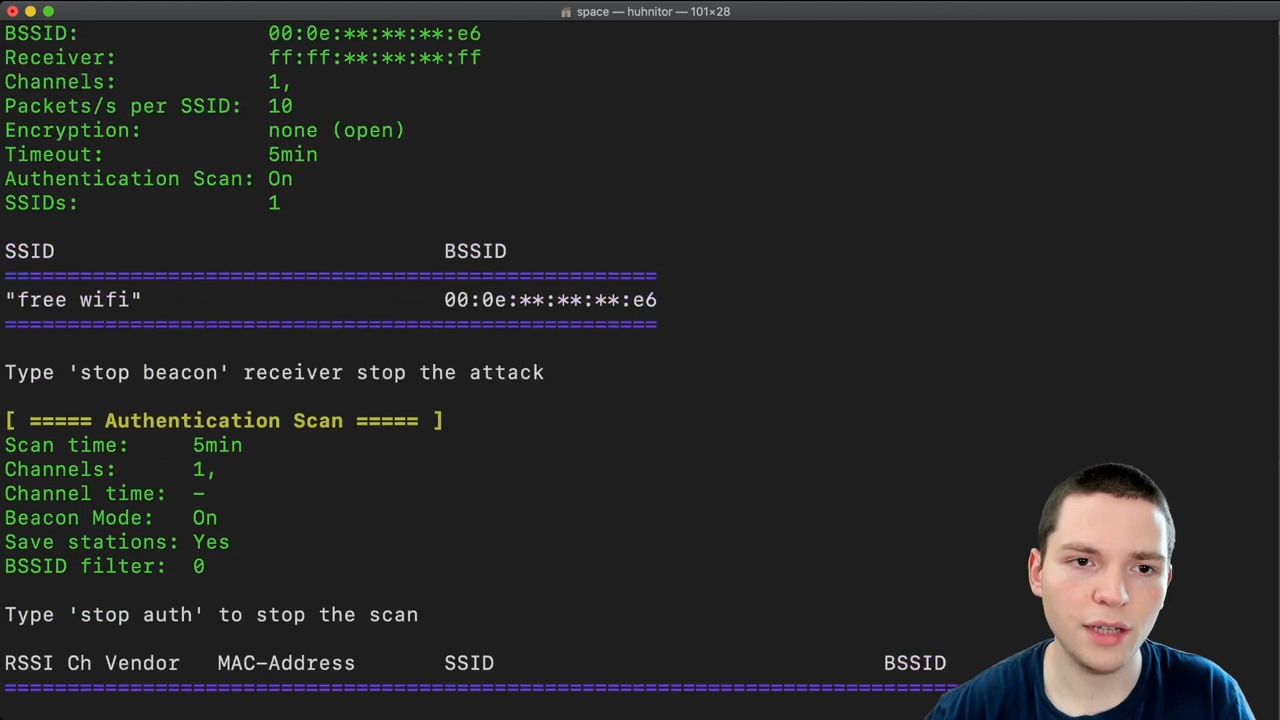 space — huhnitor — 101×28
BSSID: 00:0e:**:**:**:e6
Receiver: ff:ff:**:**:**:ff
Channels: 1,
Packets/s per SSID: 10
Encryption: none (open)
Timeout: 5min
Authentication Scan: On
SSIDs: 1
SSID BSSID
=====================================================
"free wifi" 00:0e:**:**:**:e6
=====================================================
Type 'stop beacon' receiver stop the attack
[ ===== Authentication Scan ===== ]
Scan time: 5min
Channels: 1,
Channel time: –
Beacon Mode: On
Save stations: Yes
BSSID filter: 0
Type 'stop auth' to stop the scan
RSSI Ch Vendor MAC-Address SSID BSSID
=============================================================================